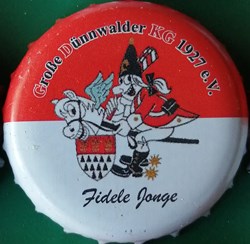 Große Dünnwalder KG 1927 e.V.
Fidele Jonge